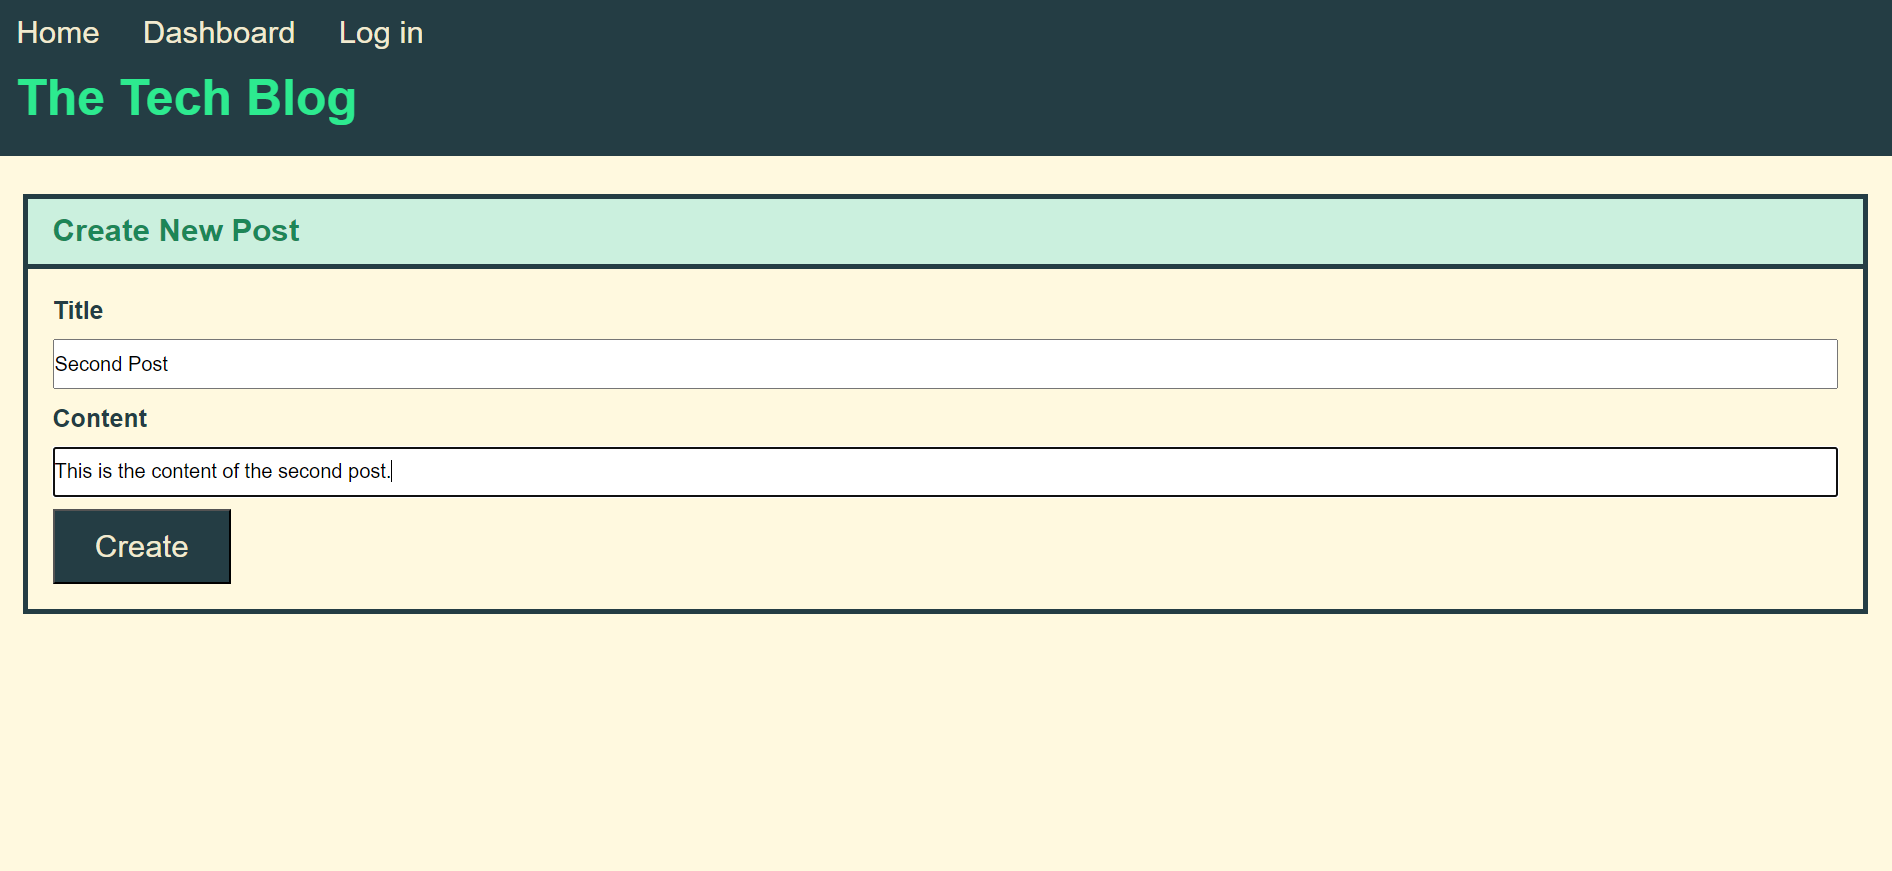 Home Dashboard Log in
The Tech Blog
Create New Post
Title
Second Post
Content
This is the content of the second post.
Create